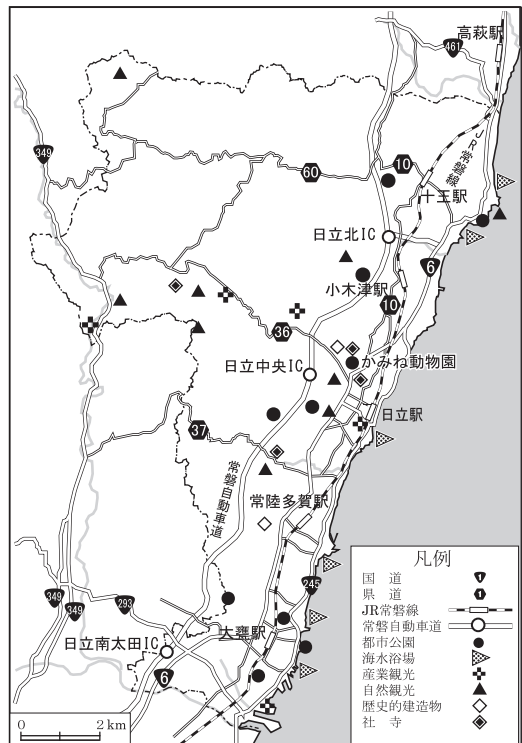 高萩駅
461
JR常磐線
349
60
10
十王駅
日立北IC
6
小木津駅
10
36
かみね動物園
日立中央IC
日立駅
37
常磐自動車道
常陸多賀駅
245
349
349
293
大甕駅
日立南太田IC
6
0 2km
凡例
国道 1
県道 1
JR常磐線
常磐自動車道
都市公園
海水浴場
産業観光
自然観光
歴史的建造物
社寺